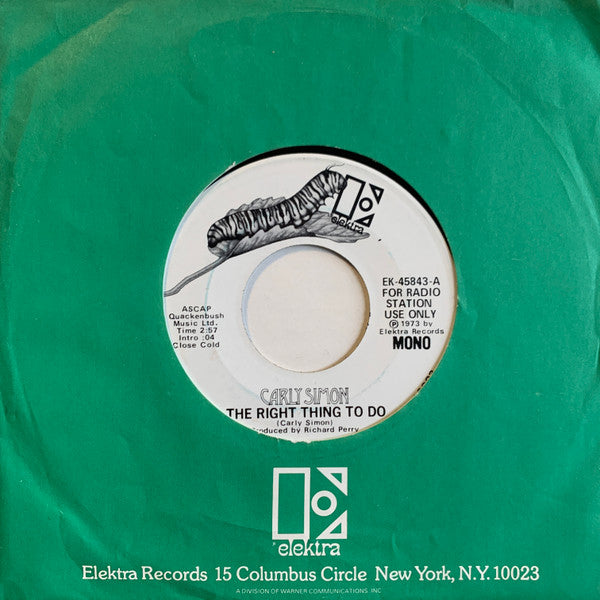 elektra
ASCAP
Quackenbush
Music Ltd.
Time 2:57
Intro :04
Close Cold
EK-45843-A
FOR RADIO
STATION
USE ONLY
Ⓟ 1973 by
Elektra Records
MONO
CARLY SIMON
THE RIGHT THING TO DO
(Carly Simon)
roduced by Richard Perry
elektra
Elektra Records 15 Columbus Circle New York, N.Y. 10023
A DIVISION OF WARNER COMMUNICATIONS INC